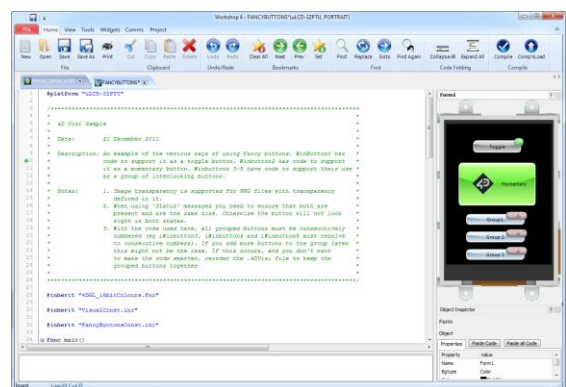 Workshop 4 - FANCYBUTTONS*(uLCD-32PTU, PORTRAIT)
File Home View Tools Widgets Comms Project
New Open Save Save As Print Cut Copy Paste Delete Undo Redo Clear All Next Prev Set Find Replace Goto Find Again Collapse All Expand All Compile Comp'nLoad
File Clipboard Undo/Redo Bookmarks Find Code Folding Compile
FANCYBUTTONS* x
#platform "uLCD-32PTU"
4D Visi Sample
Date: 21 December 2011
Description: An example of the various ways of using Fancy buttons. WinButton1 has
code to support it as a toggle button. Winbutton2 has code to support
it as a momentary button. Winbuttons 3-5 have code to support their use
as a group of interlocking buttons.
Notes: 1. Image transparency is supported for PNG files with transparency
defined in it.
2. When using 'Status' messages you need to ensure that both are
present and are the same size. Otherwise the button will not look
right in both states.
3. With the code used here, all grouped buttons must be consecutively
numbered (eg iWinbutton3, iWinbutton4 and iWinbutton5 must resolve
to consecutive numbers). If you add more buttons to the group later
this might not be the case. If this occurs, and you don't want
to make the code smarter, reorder the .4DVisi file to keep the
grouped buttons together
#inherit "4DGL_16bitColours.fnc"
#inherit "VisualConst.inc"
#inherit "FancyButtonsConst.inc"
func main()
Form1
Toggle
Momentary
Group 1
Group 2
Group 3
Object Inspector
Form
Object
Properties Paste Code Paste all Code
Property Value
Name Form1
Bgtype Color
Insert